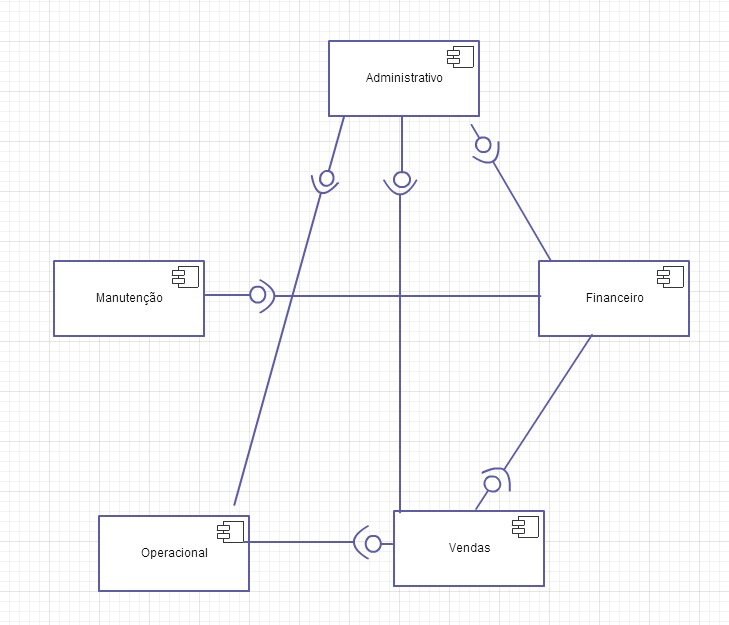 Administrativo
Manutenção
Financeiro
Operacional
Vendas